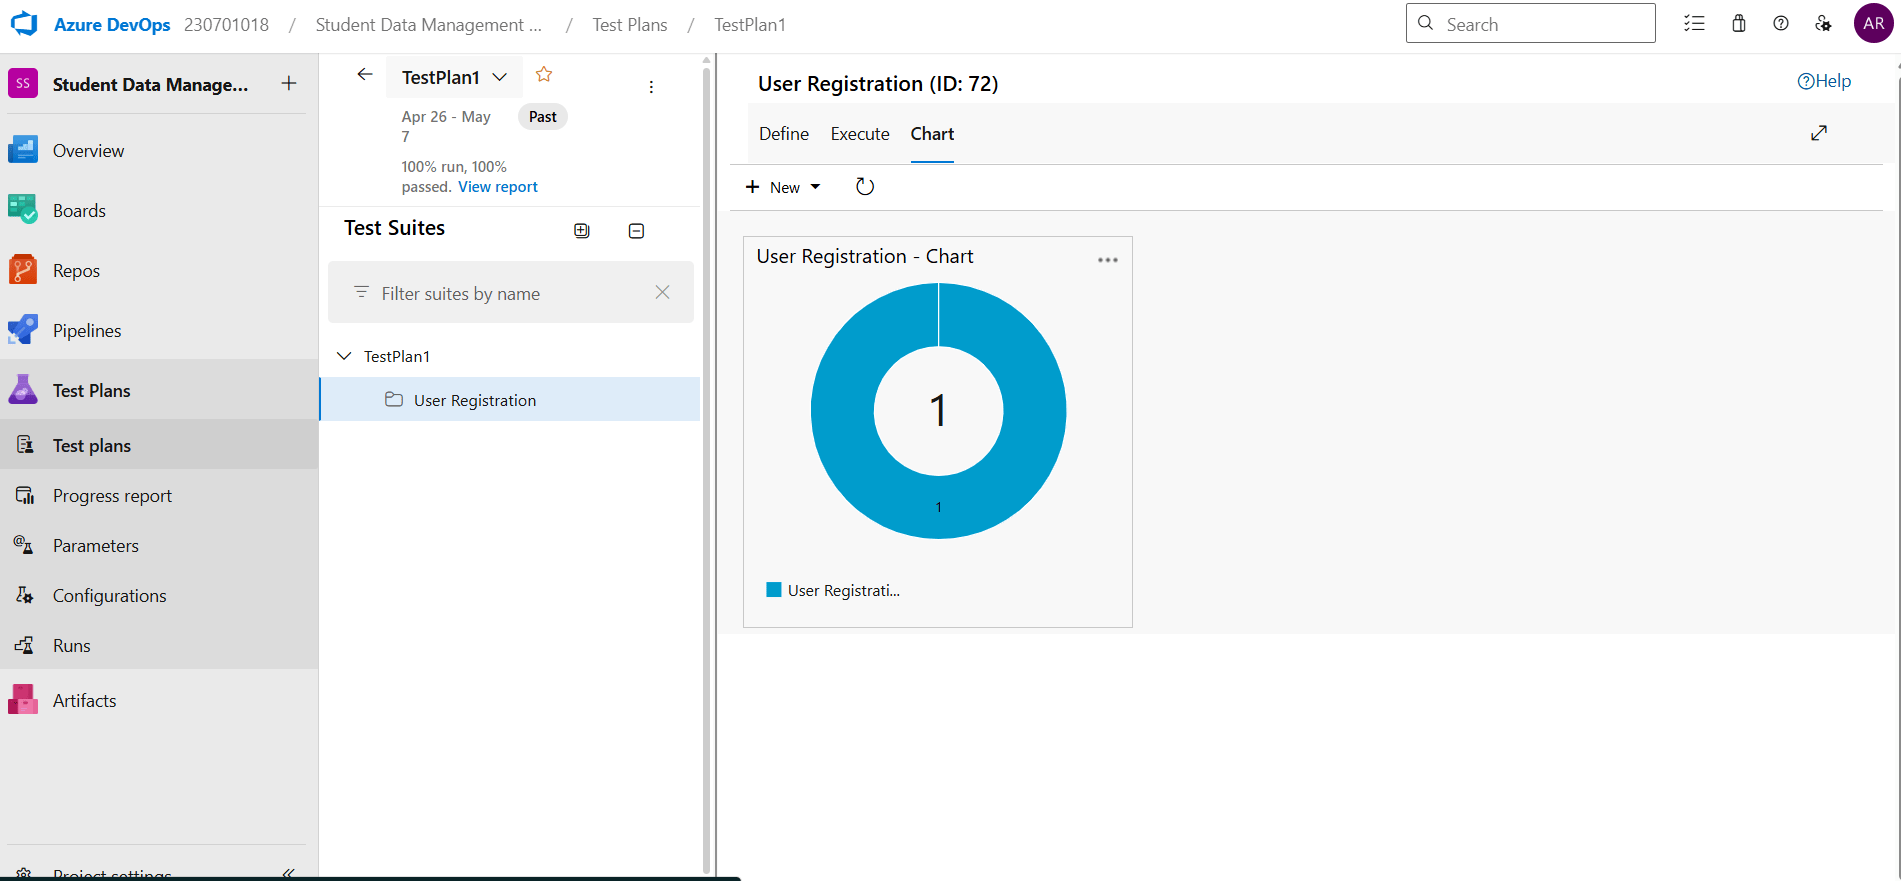 Azure DevOps 230701018 / Student Data Management ... / Test Plans / TestPlan1
Search
AR
SS
Student Data Manage...
Overview
Boards
Repos
Pipelines
Test Plans
Test plans
Progress report
Parameters
Configurations
Runs
Artifacts
Project settings
TestPlan1
Apr 26 - May
7
Past
100% run, 100%
passed. View report
Test Suites
Filter suites by name
TestPlan1
User Registration
User Registration (ID: 72)
Help
Define Execute Chart
New
User Registration - Chart
1
1
User Registrati...